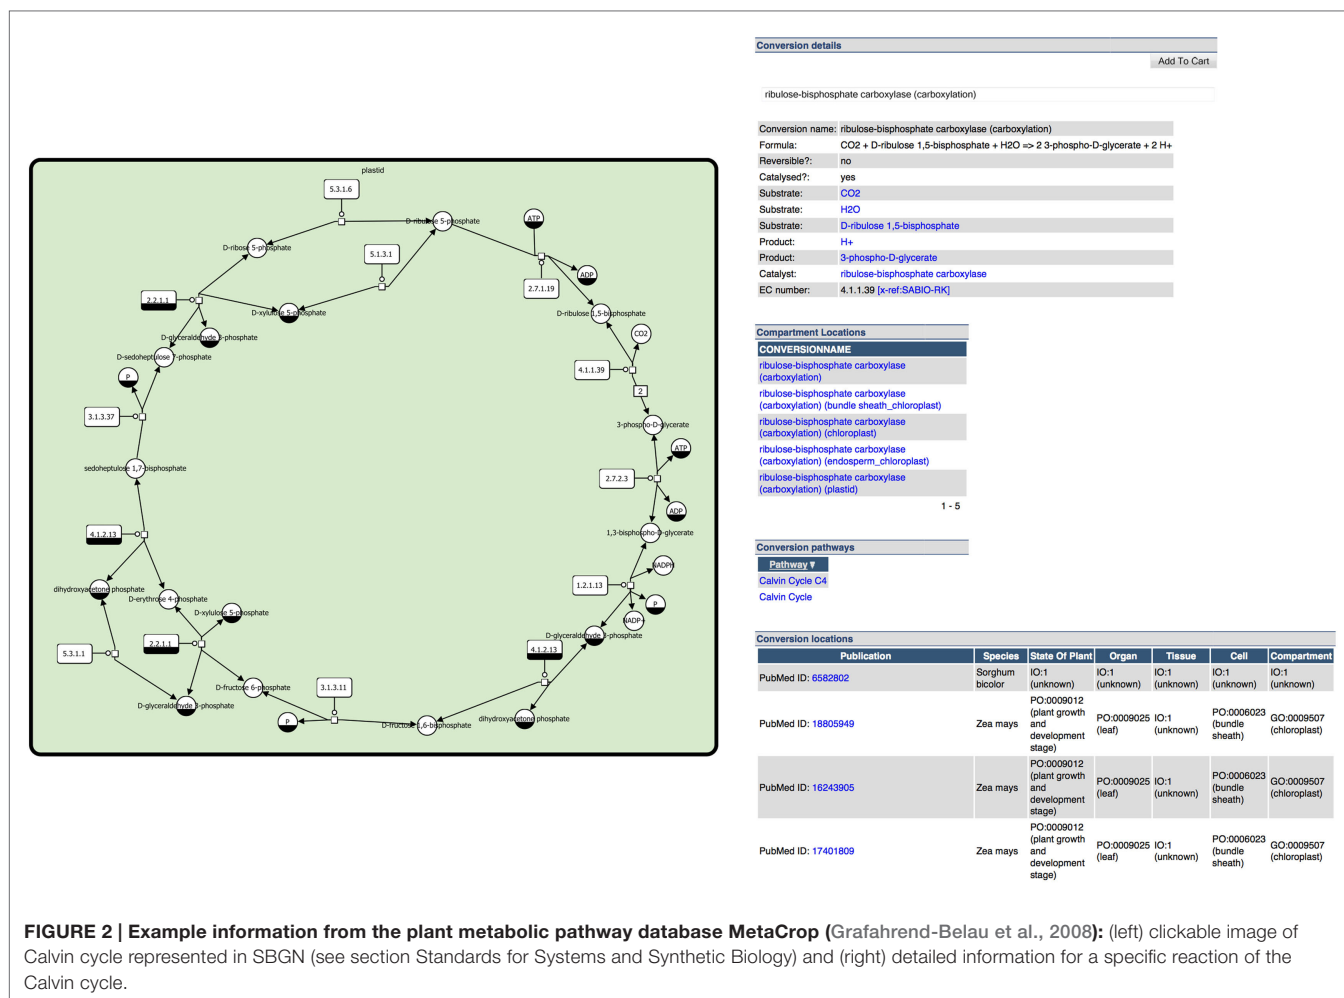 plastid
5.3.1.6
D-ribulose 5-phosphate
ATP
D-ribose 5-phosphate
5.1.3.1
ADP
2.7.1.19
2.2.1.1
D-xylulose 5-phosphate
D-ribulose 1,5-bisphosphate
D-glyceraldehyde 3-phosphate
CO2
D-sedoheptulose 7-phosphate
4.1.1.39
P
2
3.1.3.37
3-phospho-D-glycerate
ATP
sedoheptulose 1,7-bisphosphate
2.7.2.3
ADP
4.1.2.13
1,3-bisphospho-D-glycerate
NADPH
dihydroxyacetone phosphate
1.2.1.13
D-erythrose 4-phosphate
P
D-xylulose 5-phosphate
NADP+
D-glyceraldehyde 3-phosphate
2.2.1.1
4.1.2.13
5.3.1.1
D-fructose 6-phosphate
3.1.3.11
D-glyceraldehyde 3-phosphate
P
D-fructose 1,6-bisphosphate
dihydroxyacetone phosphate
Conversion details
Add To Cart
ribulose-bisphosphate carboxylase (carboxylation)
Conversion name: ribulose-bisphosphate carboxylase (carboxylation)
Formula: CO2 + D-ribulose 1,5-bisphosphate + H2O => 2 3-phospho-D-glycerate + 2 H+
Reversible?: no
Catalysed?: yes
Substrate: CO2
Substrate: H2O
Substrate: D-ribulose 1,5-bisphosphate
Product: H+
Product: 3-phospho-D-glycerate
Catalyst: ribulose-bisphosphate carboxylase
EC number: 4.1.1.39 [x-ref:SABIO-RK]
Compartment Locations
CONVERSIONNAME
ribulose-bisphosphate carboxylase
(carboxylation)
ribulose-bisphosphate carboxylase
(carboxylation) (bundle sheath_chloroplast)
ribulose-bisphosphate carboxylase
(carboxylation) (chloroplast)
ribulose-bisphosphate carboxylase
(carboxylation) (endosperm_chloroplast)
ribulose-bisphosphate carboxylase
(carboxylation) (plastid)
1 - 5
Conversion pathways
Pathway ▼
Calvin Cycle C4
Calvin Cycle
Conversion locations
Publication Species State Of Plant Organ Tissue Cell Compartment
PubMed ID: 6582802 Sorghum bicolor IO:1 (unknown) IO:1 (unknown) IO:1 (unknown) IO:1 (unknown) IO:1 (unknown)
PubMed ID: 18805949 Zea mays PO:0009012 (plant growth and development stage) PO:0009025 (leaf) IO:1 (unknown) PO:0006023 (bundle sheath) GO:0009507 (chloroplast)
PubMed ID: 16243905 Zea mays PO:0009012 (plant growth and development stage) PO:0009025 (leaf) IO:1 (unknown) PO:0006023 (bundle sheath) GO:0009507 (chloroplast)
PubMed ID: 17401809 Zea mays PO:0009012 (plant growth and development stage) PO:0009025 (leaf) IO:1 (unknown) PO:0006023 (bundle sheath) GO:0009507 (chloroplast)
FIGURE 2 | Example information from the plant metabolic pathway database MetaCrop (Grafahrend-Belau et al., 2008): (left) clickable image of
Calvin cycle represented in SBGN (see section Standards for Systems and Synthetic Biology) and (right) detailed information for a specific reaction of the
Calvin cycle.